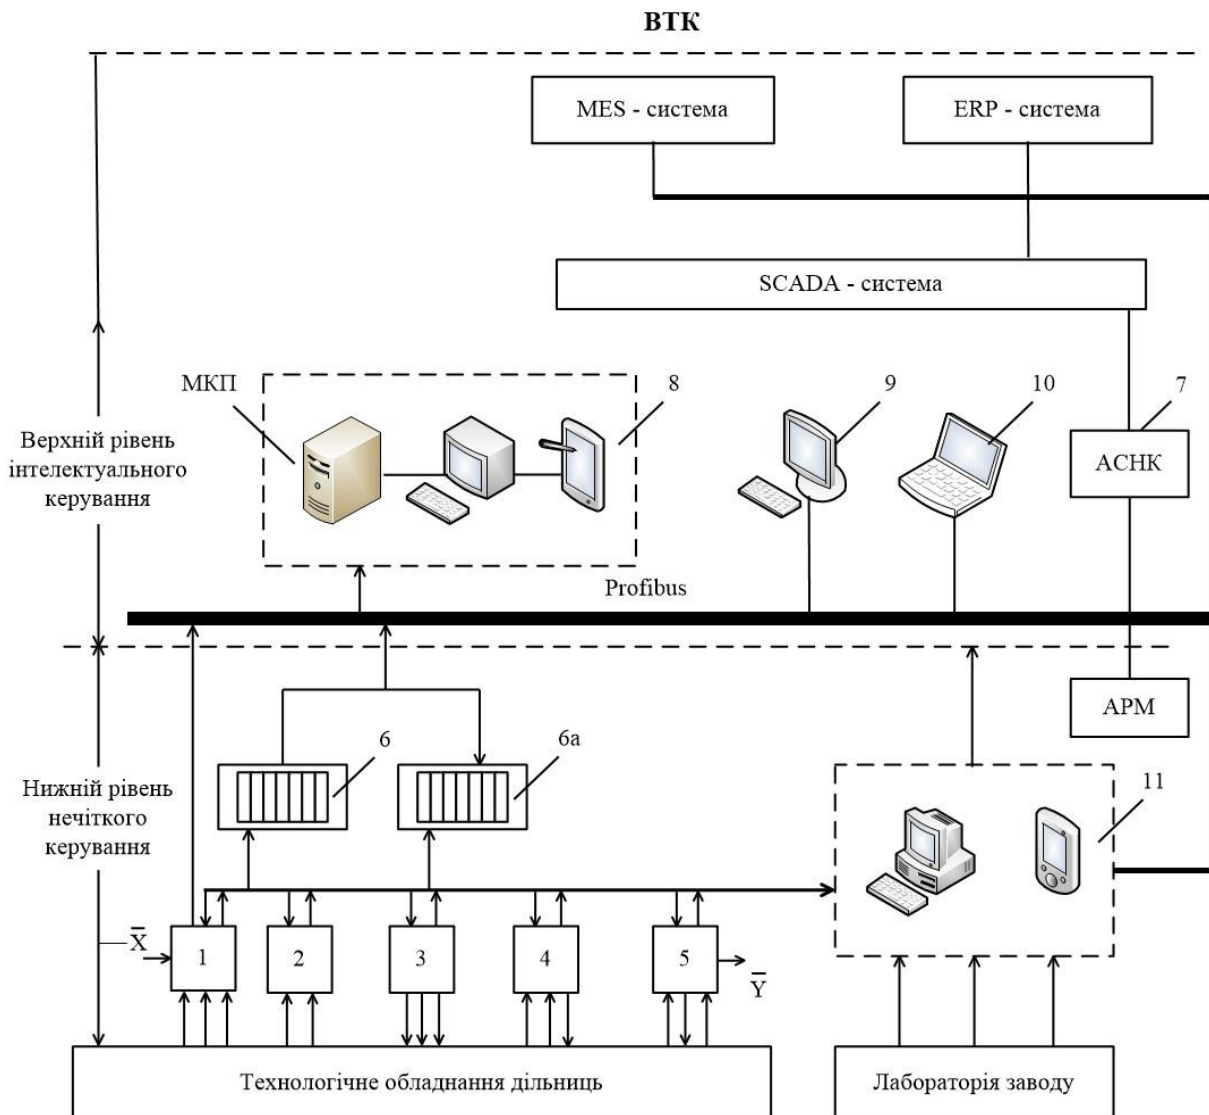 ВТК
MES - система
ERP - система
SCADA - система
МКП
8
9
10
7
Верхній рівень
інтелектуального
керування
АСНК
Profibus
АРМ
6
6а
11
Нижній рівень
нечіткого
керування
X
1
2
3
4
5
Y
Технологічне обладнання дільниць
Лабораторія заводу